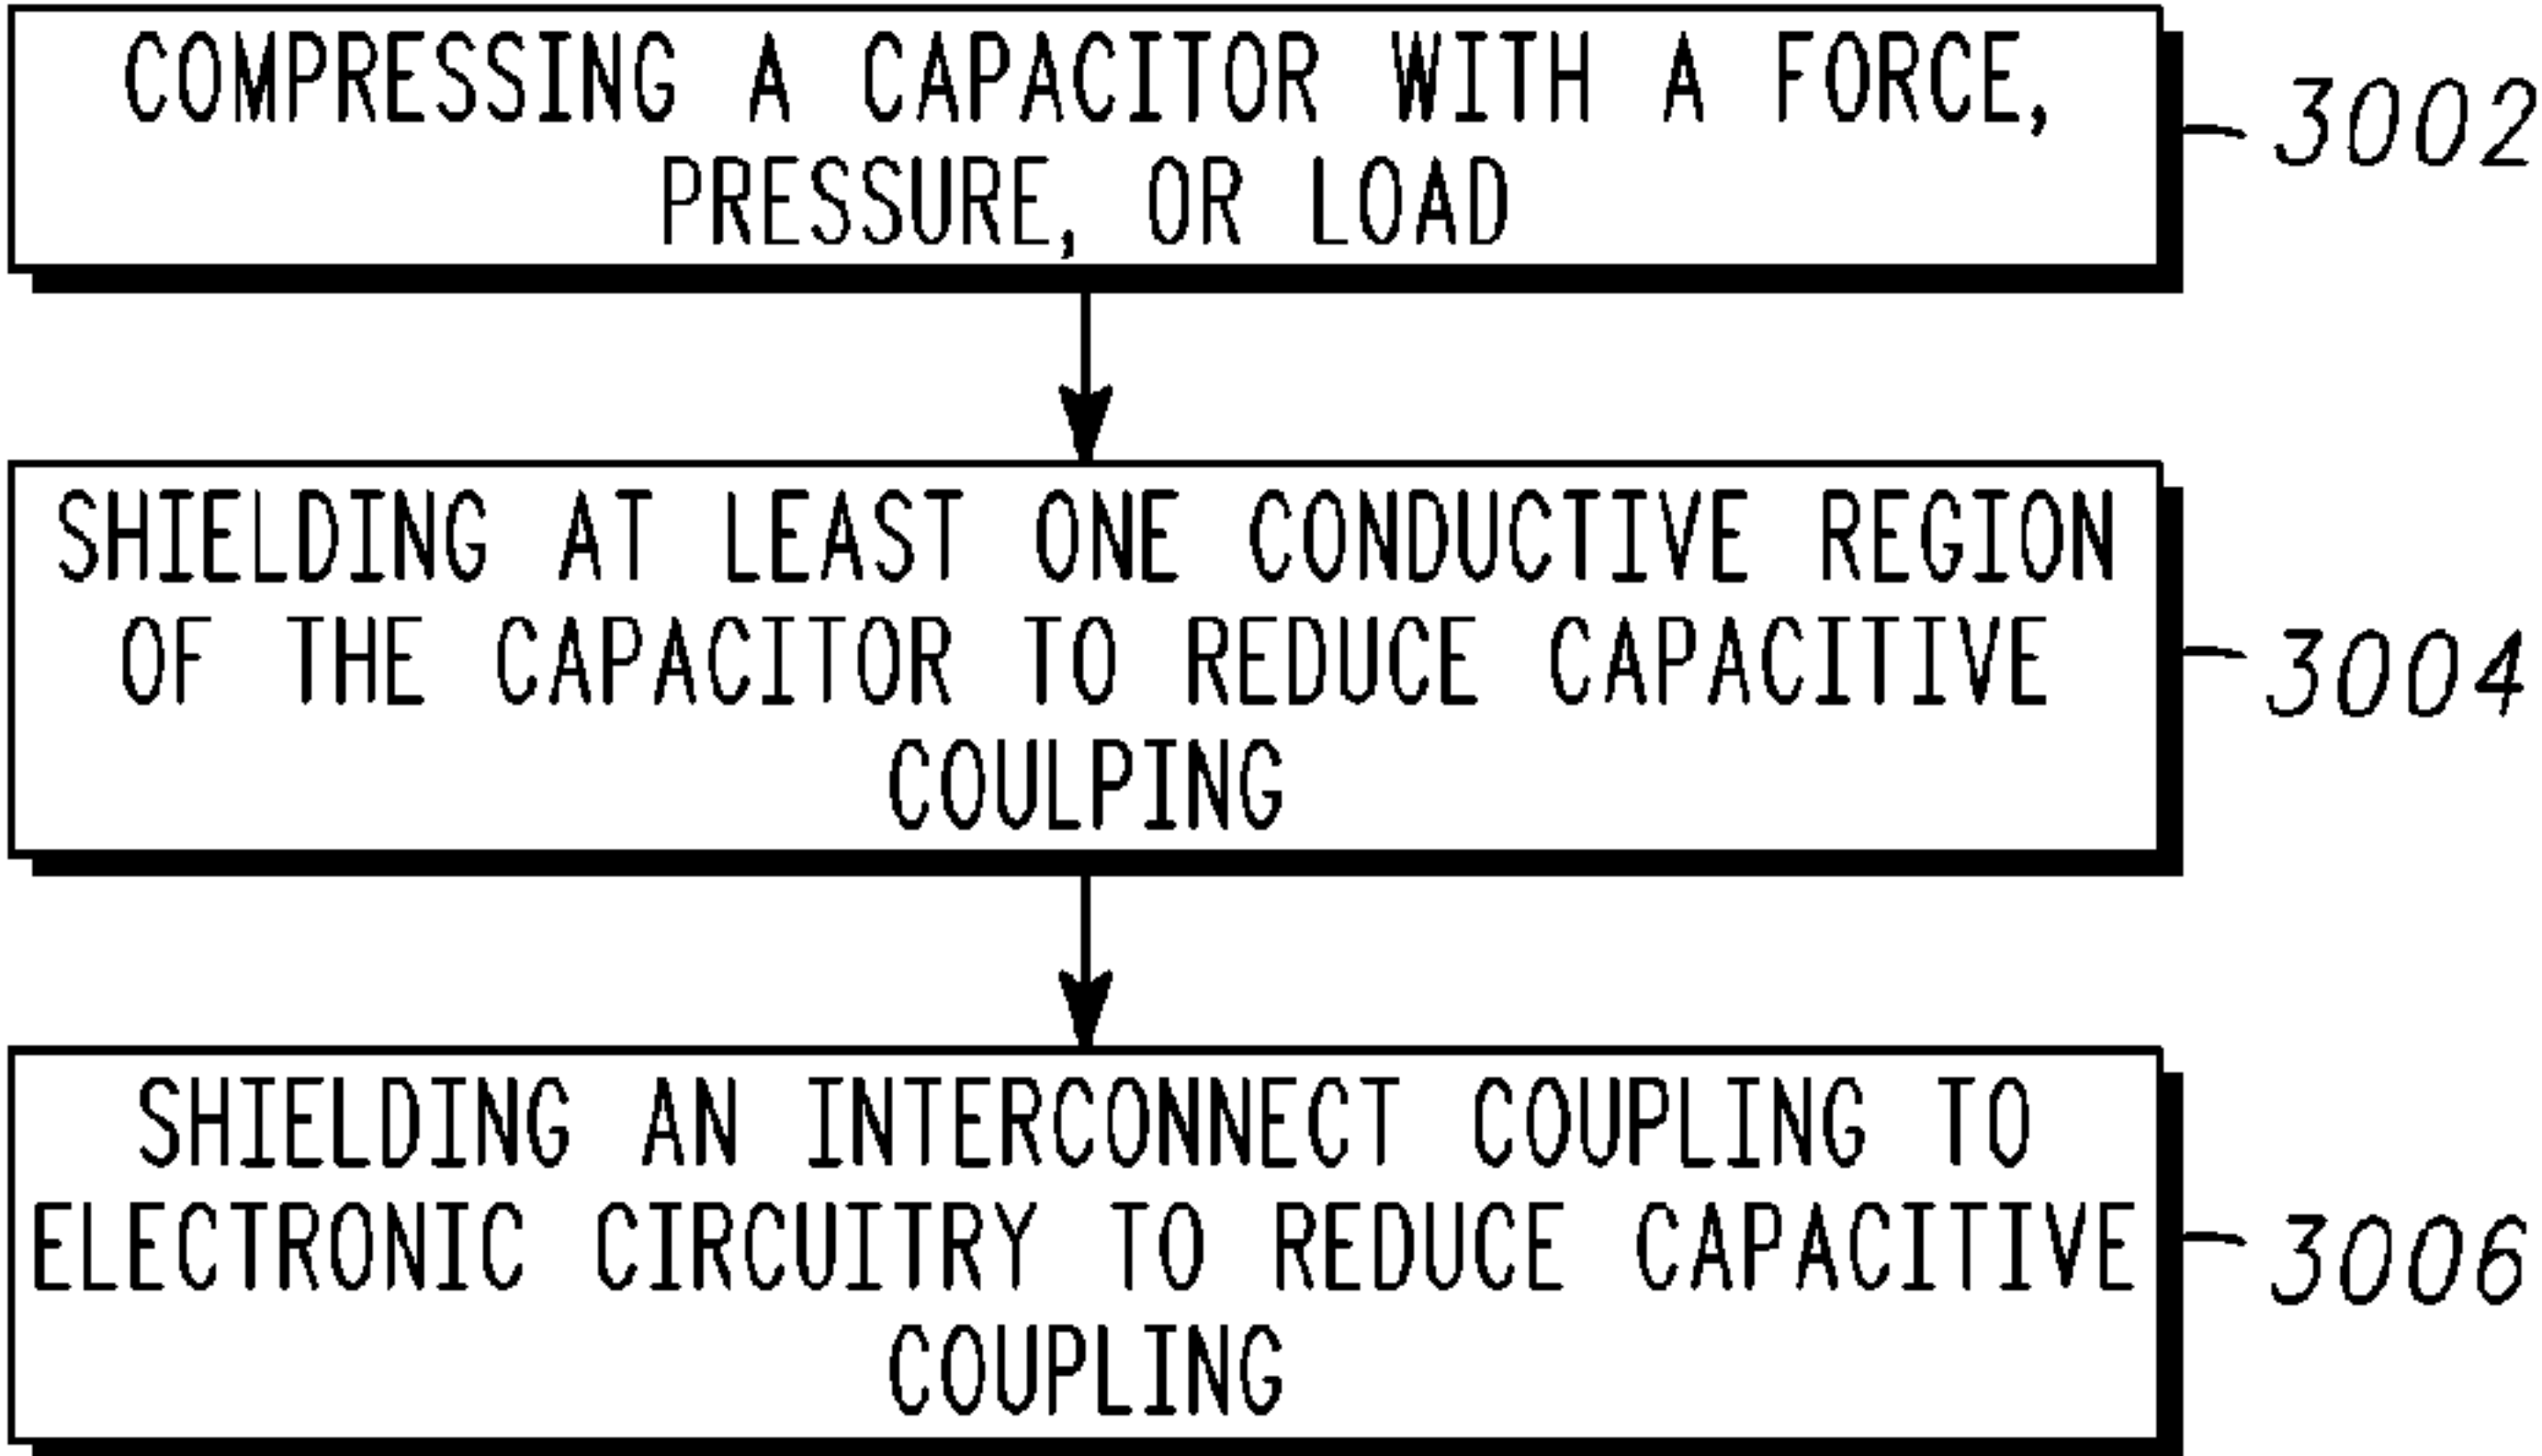 COMPRESSING A CAPACITOR WITH A FORCE,
PRESSURE, OR LOAD
3002
SHIELDING AT LEAST ONE CONDUCTIVE REGION
OF THE CAPACITOR TO REDUCE CAPACITIVE
COULPING
3004
SHIELDING AN INTERCONNECT COUPLING TO
ELECTRONIC CIRCUITRY TO REDUCE CAPACITIVE
COUPLING
3006